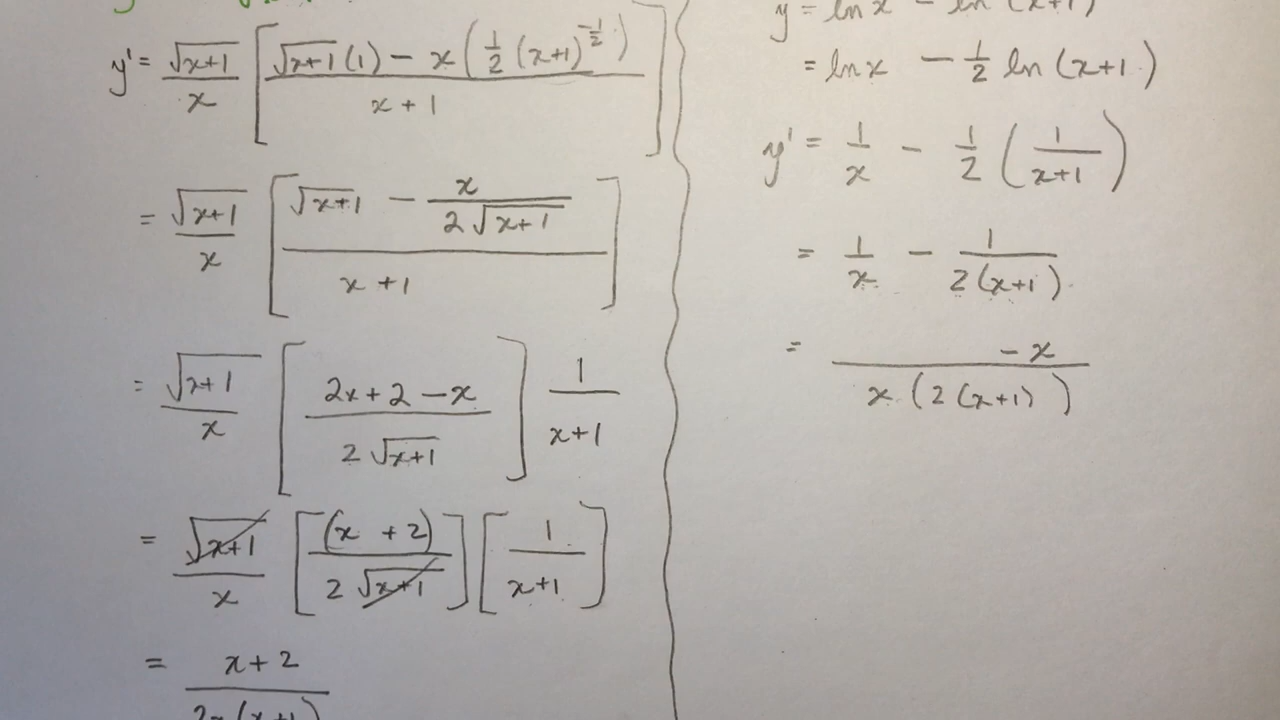 y' = √(x+1)/x [ (√(x+1) (1) − x(1/2 (x+1)^(-1/2)))/(x+1) ]
= √(x+1)/x [ (√(x+1) − x/(2√(x+1)))/(x+1) ]
= √(x+1)/x [ (2x+2−x)/(2√(x+1)) ] 1/(x+1)
= √(x+1)/x [ (x+2)/(2√(x+1)) ] [ 1/(x+1) ]
= (x+2)/(2x(x+1))
= ln x − 1/2 ln(x+1)
y' = 1/x − 1/2 (1/(x+1))
= 1/x − 1/(2(x+1))
= −x/(x(2(x+1)))